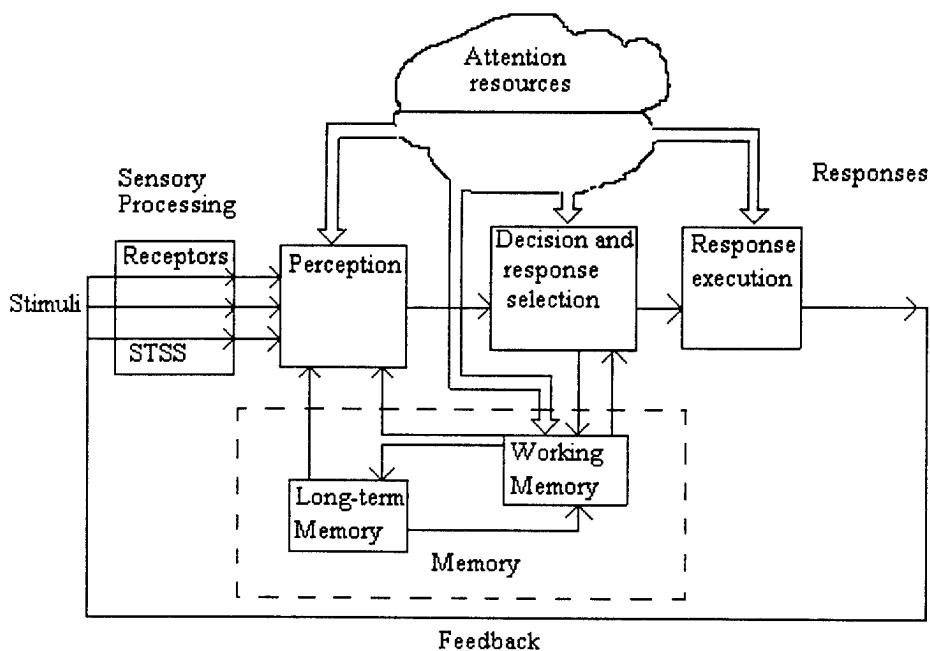 Attention
resources
Sensory
Processing
Responses
Receptors
STSS
Stimuli
Perception
Decision and
response
selection
Response
execution
Working
Memory
Long-term
Memory
Memory
Feedback